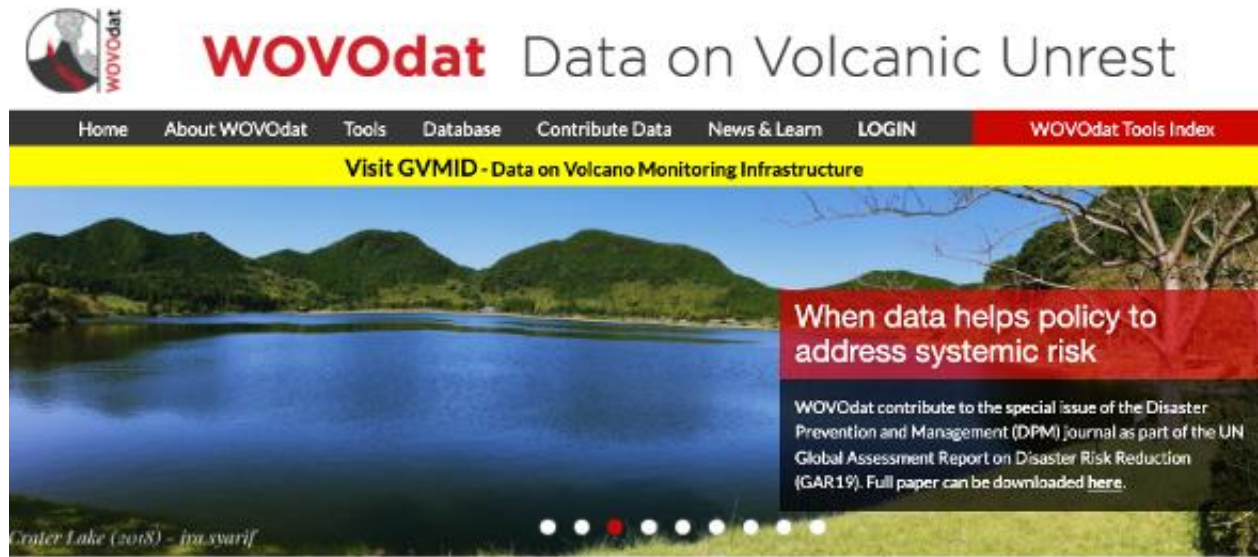 WOVOdat
WOVOdat Data on Volcanic Unrest
Home About WOVOdat Tools Database Contribute Data News & Learn LOGIN WOVOdat Tools Index
Visit GVMID - Data on Volcano Monitoring Infrastructure
When data helps policy to
address systemic risk
WOVOdat contribute to the special issue of the Disaster
Prevention and Management (DPM) journal as part of the UN
Global Assessment Report on Disaster Risk Reduction
(GAR19). Full paper can be downloaded here.
Crater Lake (2018) - ira.syarif